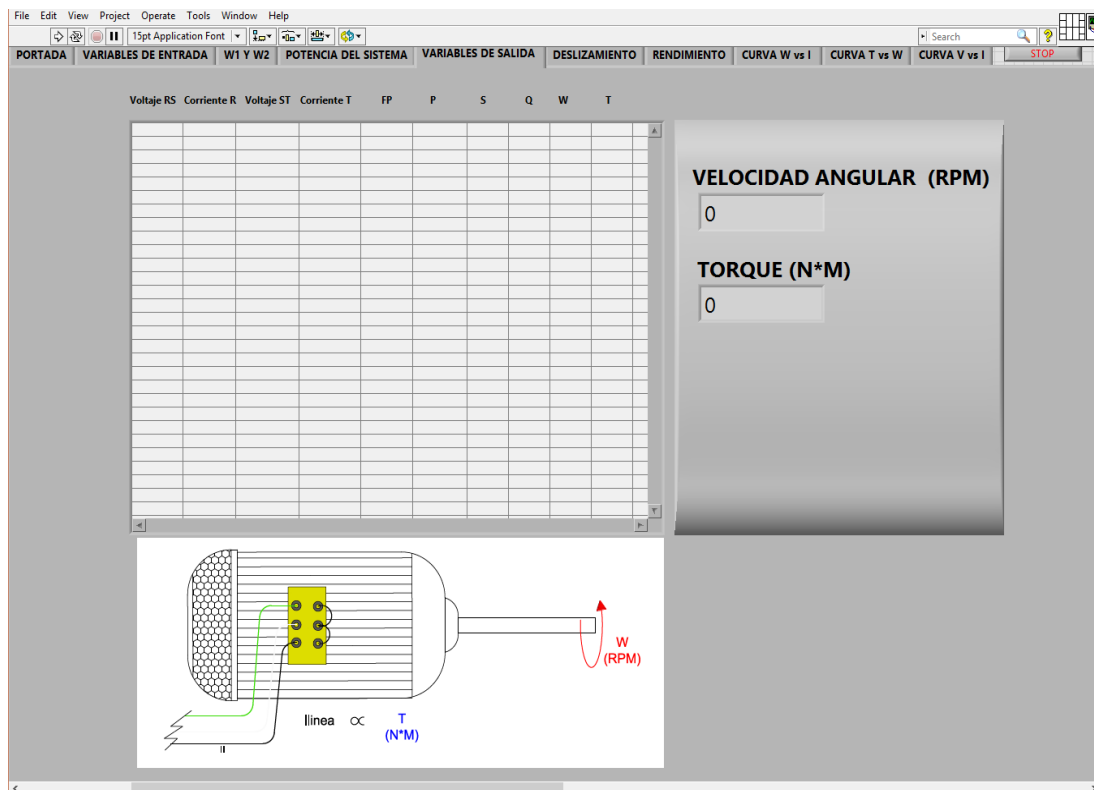 File Edit View Project Operate Tools Window Help
15pt Application Font
Search
PORTADA VARIABLES DE ENTRADA W1 Y W2 POTENCIA DEL SISTEMA VARIABLES DE SALIDA DESLIZAMIENTO RENDIMIENTO CURVA W vs I CURVA T vs W CURVA V vs I STOP
Voltaje RS Corriente R Voltaje ST Corriente T FP P S Q W T
VELOCIDAD ANGULAR (RPM)
0
TORQUE (N*M)
0
W
(RPM)
Ilinea ∝ T
(N*M)
Il